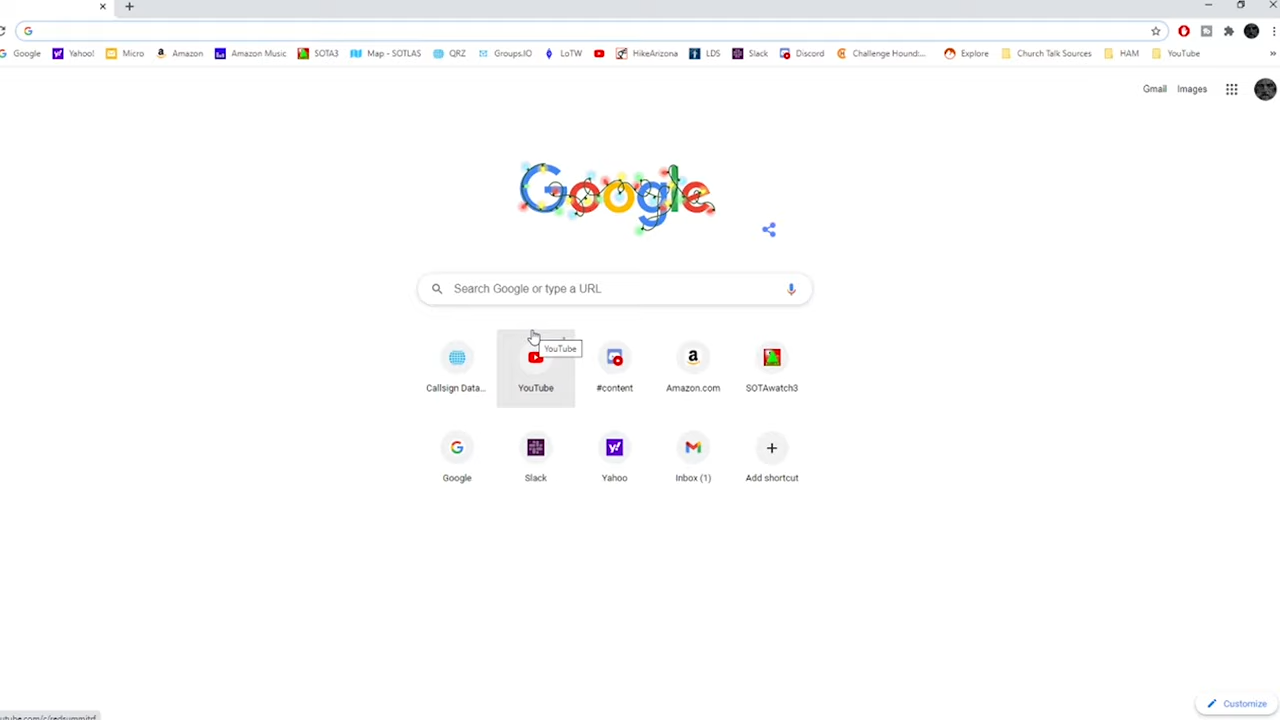 Google Yahoo! Micro Amazon Amazon Music SOTA3 Map - SOTLAS QRZ Groups.IO LoTW HikeArizona LDS Slack Discord Challenge Hound:... Explore Church Talk Sources HAM YouTube »
Gmail Images
Google
Search Google or type a URL
YouTube
Callsign Data... YouTube #content Amazon.com SOTAwatch3
Google Slack Yahoo Inbox (1) Add shortcut
Customize